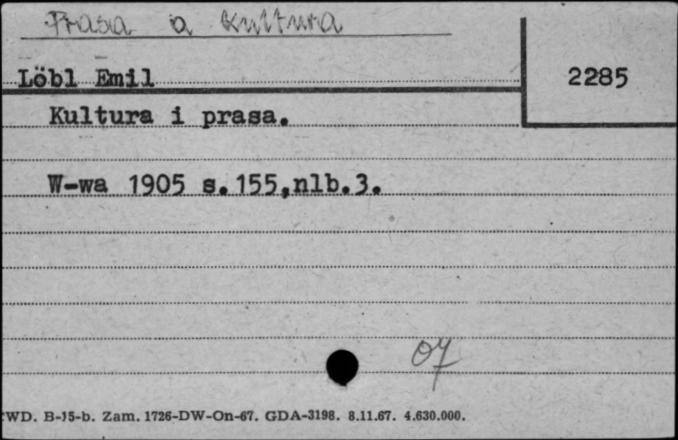 Prasa a kultura
Löbl Emil
2285
Kultura i prasa.
W-wa 1905 s.155,nlb.3.
07
WD. B-15-b. Zam. 1726-DW-On-67. GDA-3198. 8.11.67. 4.630.000.